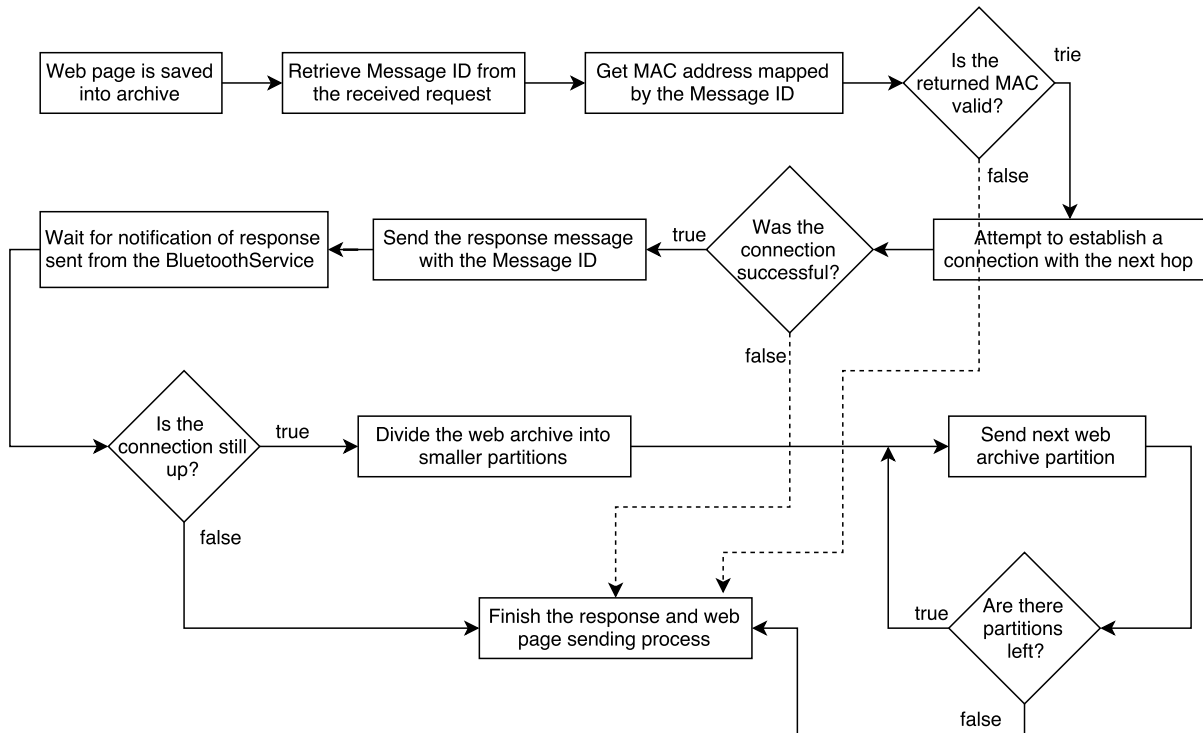 Web page is saved
into archive
Retrieve Message ID from
the received request
Get MAC address mapped
by the Message ID
Is the
returned MAC
valid?
trie
false
Wait for notification of response
sent from the BluetoothService
Send the response message
with the Message ID
true
Was the
connection
successful?
Attempt to establish a
connection with the next hop
false
Is the
connection still
up?
true
Divide the web archive into
smaller partitions
Send next web
archive partition
false
Finish the response and web
page sending process
true
Are there
partitions
left?
false